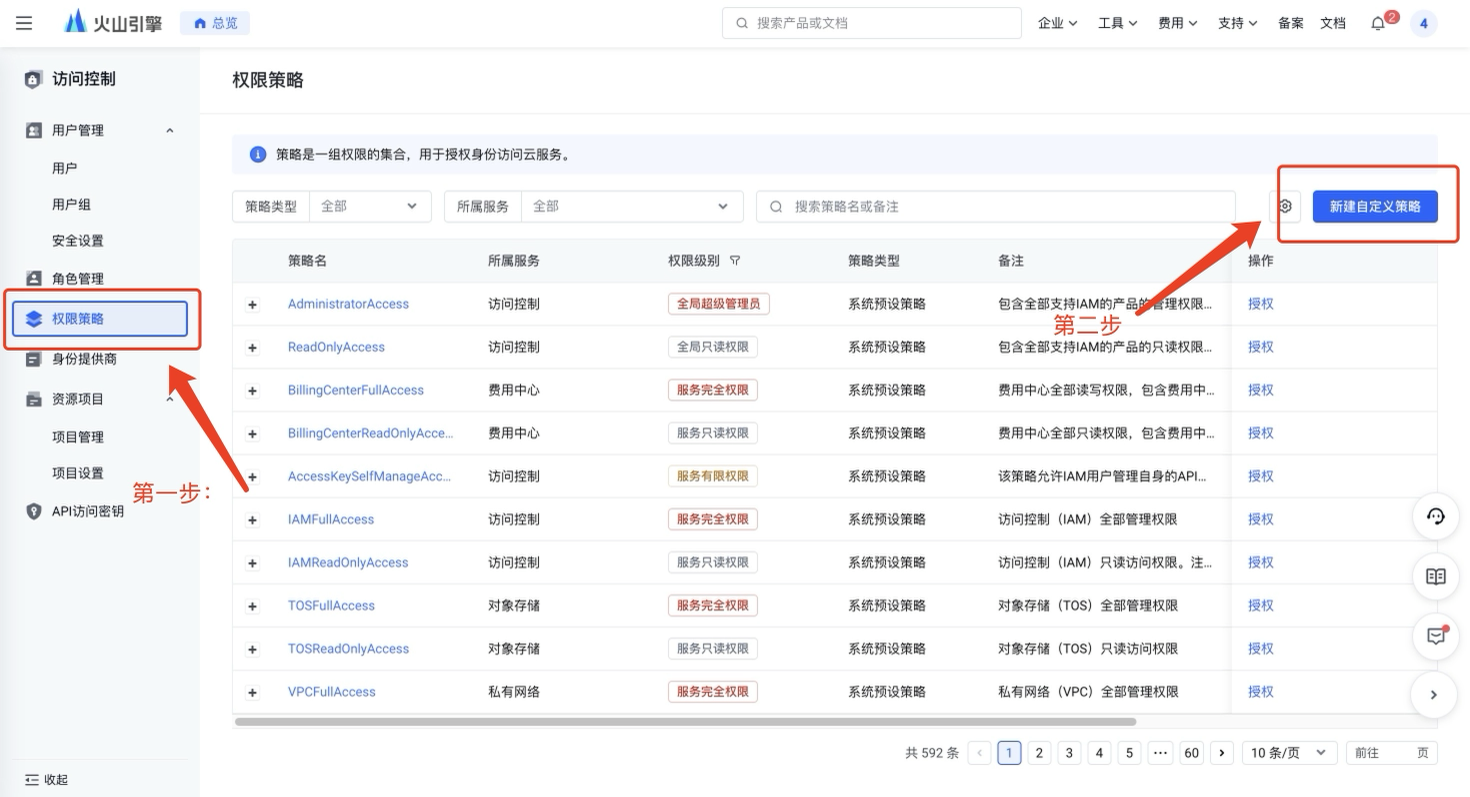 火山引擎 总览 搜索产品或文档 企业 工具 费用 支持 备案 文档 2 4
访问控制
用户管理
用户
用户组
安全设置
角色管理
权限策略
身份提供商
资源项目
项目管理
项目设置
API访问密钥
收起
第一步：
权限策略
策略是一组权限的集合，用于授权身份访问云服务。
策略类型 全部 所属服务 全部 搜索策略名或备注 新建自定义策略
第二步
策略名 所属服务 权限级别 策略类型 备注 操作
AdministratorAccess 访问控制 全局超级管理员 系统预设策略 包含全部支持IAM的产品的管理权限... 授权
ReadOnlyAccess 访问控制 全局只读权限 系统预设策略 包含全部支持IAM的产品的只读权限... 授权
BillingCenterFullAccess 费用中心 服务完全权限 系统预设策略 费用中心全部读写权限，包含费用中... 授权
BillingCenterReadOnlyAcce... 费用中心 服务只读权限 系统预设策略 费用中心全部只读权限，包含费用中... 授权
AccessKeySelfManageAcc... 访问控制 服务有限权限 系统预设策略 该策略允许IAM用户管理自身的API... 授权
IAMFullAccess 访问控制 服务完全权限 系统预设策略 访问控制（IAM）全部管理权限 授权
IAMReadOnlyAccess 访问控制 服务只读权限 系统预设策略 访问控制（IAM）只读访问权限。注... 授权
TOSFullAccess 对象存储 服务完全权限 系统预设策略 对象存储（TOS）全部管理权限 授权
TOSReadOnlyAccess 对象存储 服务只读权限 系统预设策略 对象存储（TOS）只读访问权限 授权
VPCFullAccess 私有网络 服务完全权限 系统预设策略 私有网络（VPC）全部管理权限 授权
共 592 条 1 2 3 4 5 ... 60 10 条/页 前往 页